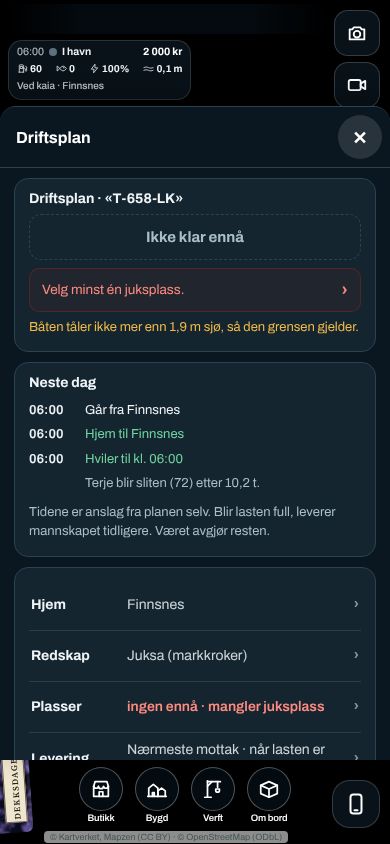 06:00 I havn 2 000 kr
60 0 100% 0,1 m
Ved kaia · Finnsnes
Driftsplan
Driftsplan · «T-658-LK»
Ikke klar ennå
Velg minst én juksplass.
Båten tåler ikke mer enn 1,9 m sjø, så den grensen gjelder.
Neste dag
06:00 Går fra Finnsnes
06:00 Hjem til Finnsnes
06:00 Hviler til kl. 06:00
Terje blir sliten (72) etter 10,2 t.
Tidene er anslag fra planen selv. Blir lasten full, leverer
mannskapet tidligere. Været avgjør resten.
Hjem Finnsnes
Redskap Juksa (markkroker)
Plasser ingen ennå · mangler juksplass
Levering Nærmeste mottak · når lasten er
DEKKSDAGE
Butikk Bygd Verft Om bord
© Kartverket, Mapzen (CC BY) · © OpenStreetMap (ODbL)